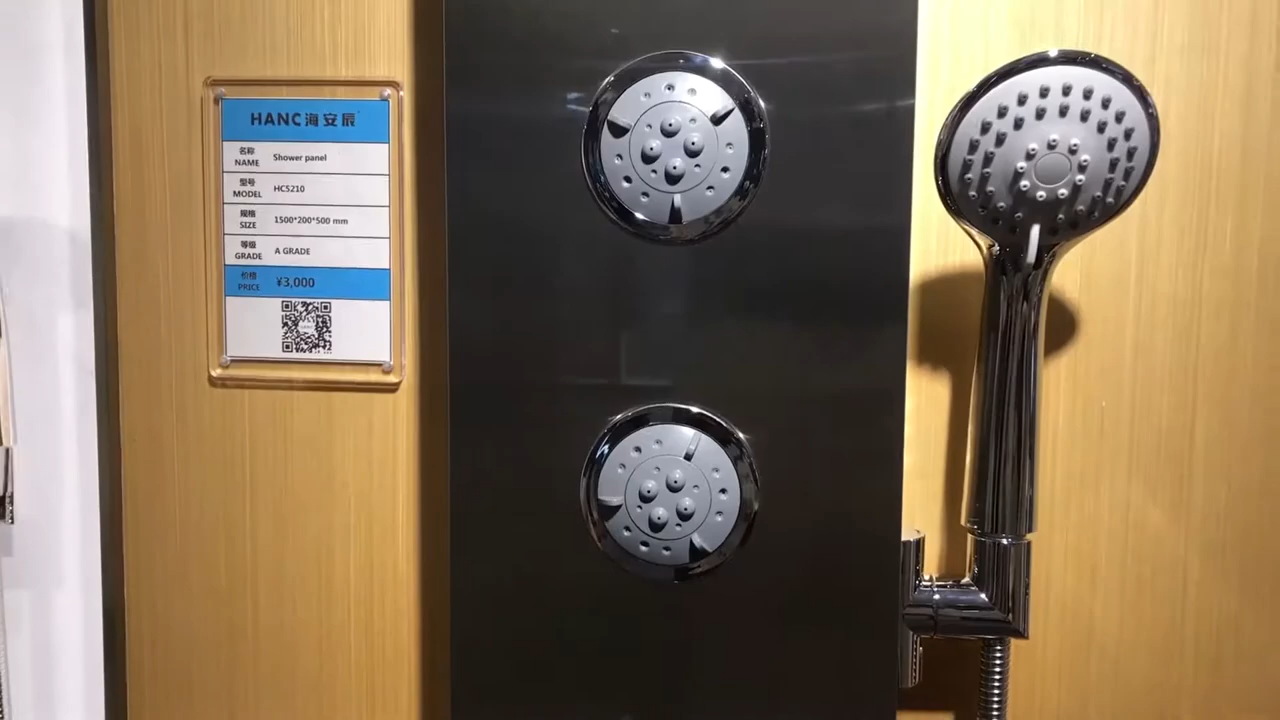 HANC海安辰
名称
NAME Shower panel
型号
MODEL HC5210
规格
SIZE 1500*200*500 mm
等级
GRADE A GRADE
价格
PRICE ¥3,000